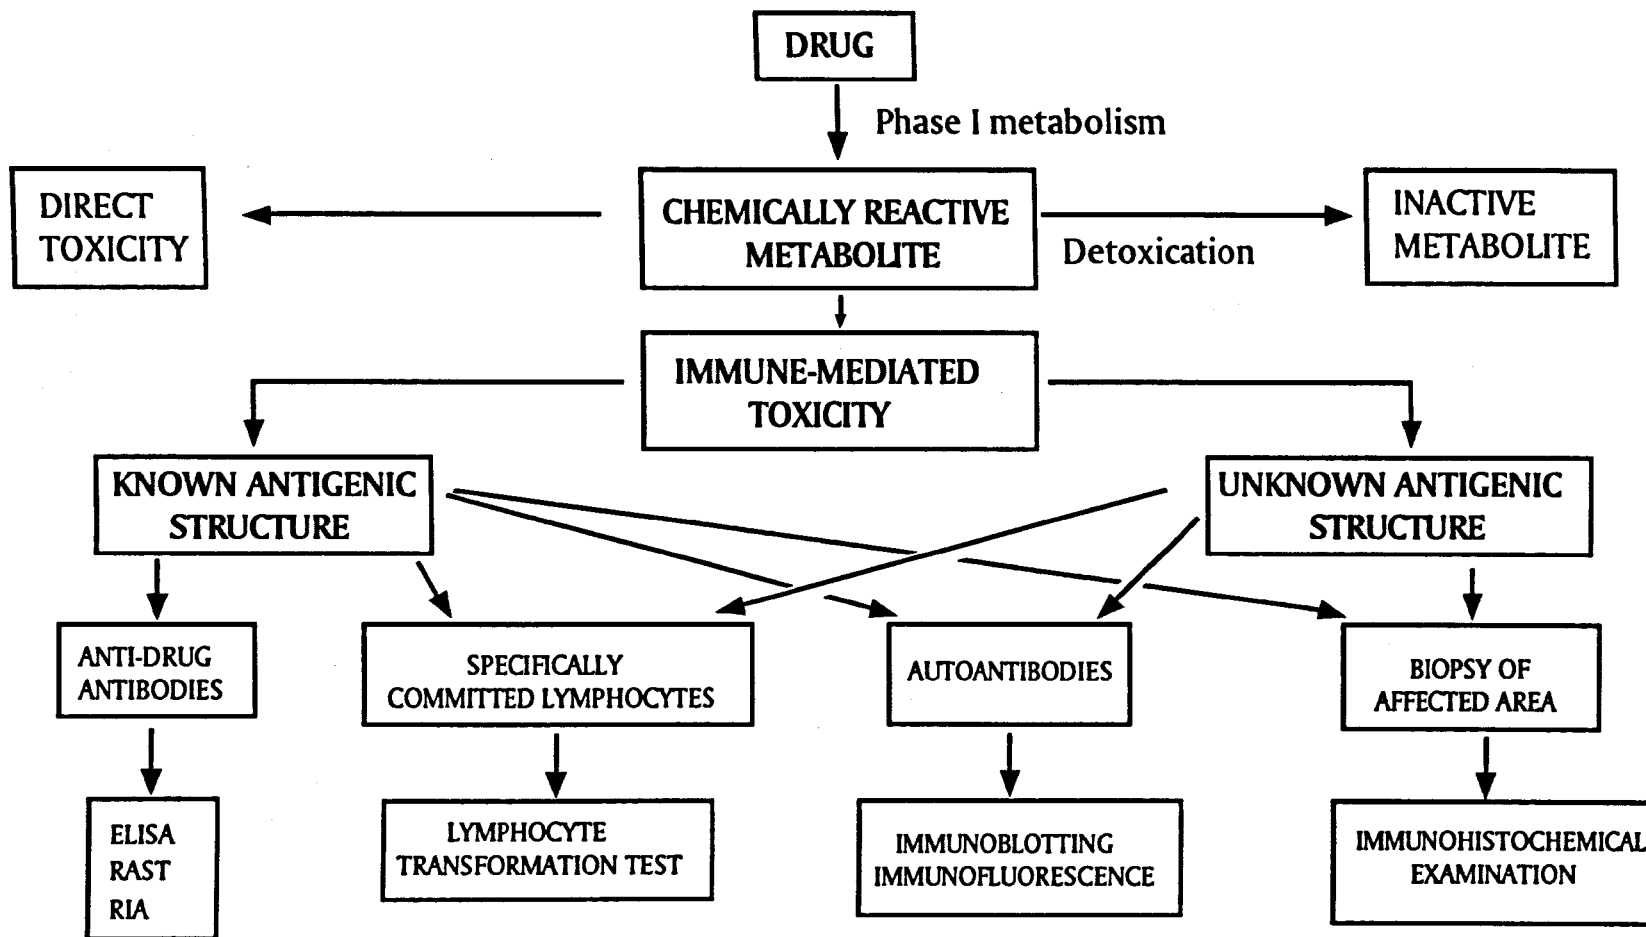 DRUG
Phase I metabolism
DIRECT
TOXICITY
CHEMICALLY REACTIVE
METABOLITE
Detoxication
INACTIVE
METABOLITE
IMMUNE-MEDIATED
TOXICITY
KNOWN ANTIGENIC
STRUCTURE
UNKNOWN ANTIGENIC
STRUCTURE
ANTI-DRUG
ANTIBODIES
SPECIFICALLY
COMMITTED LYMPHOCYTES
AUTOANTIBODIES
BIOPSY OF
AFFECTED AREA
ELISA
RAST
RIA
LYMPHOCYTE
TRANSFORMATION TEST
IMMUNOBLOTTING
IMMUNOFLUORESCENCE
IMMUNOHISTOCHEMICAL
EXAMINATION